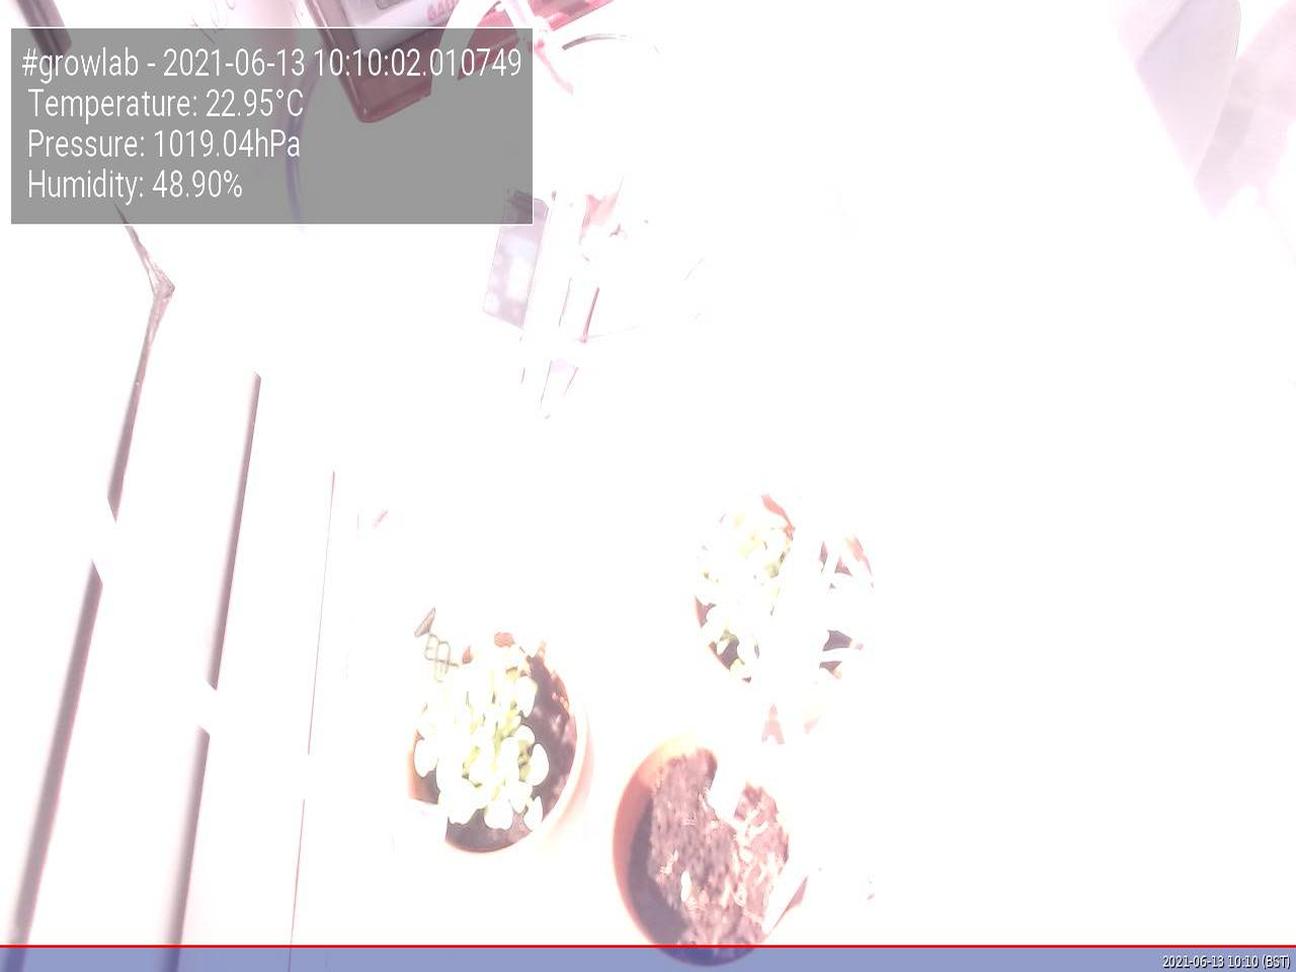 #growlab - 2021-06-13 10:10:02.010749
Temperature: 22.95°C
Pressure: 1019.04hPa
Humidity: 48.90%
2021-06-13 10:10 (BST)